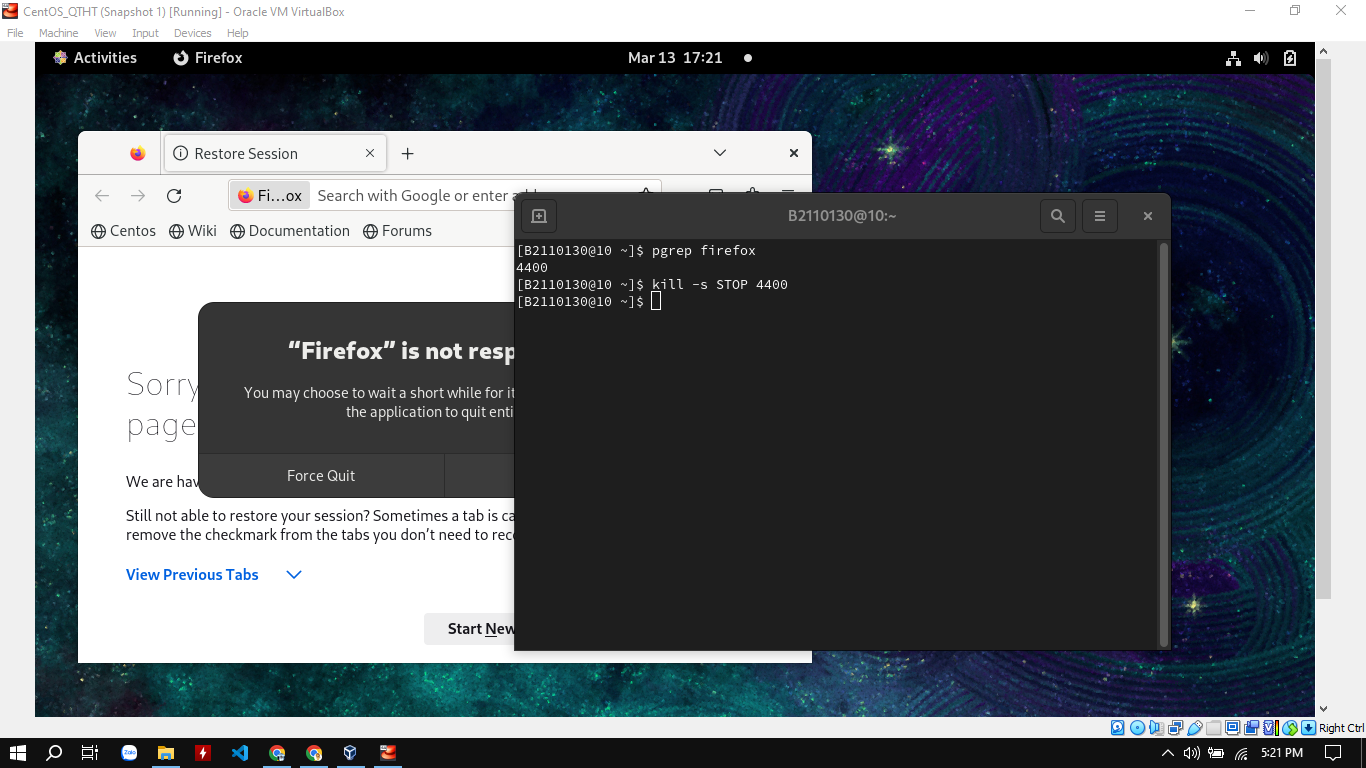 CentOS_QTHT (Snapshot 1) [Running] - Oracle VM VirtualBox
File Machine View Input Devices Help
Activities Firefox Mar 13 17:21
Restore Session
Fi...ox Search with Google or enter
Centos Wiki Documentation Forums
B2110130@10:~
[B2110130@10 ~]$ pgrep firefox
4400
[B2110130@10 ~]$ kill -s STOP 4400
[B2110130@10 ~]$
“Firefox” is not resp
You may choose to wait a short while for it
the application to quit enti
Force Quit
Sorry
page
We are hav
Still not able to restore your session? Sometimes a tab is ca
remove the checkmark from the tabs you don’t need to reco
View Previous Tabs
Start New
Right Ctrl
Zalo
5:21 PM